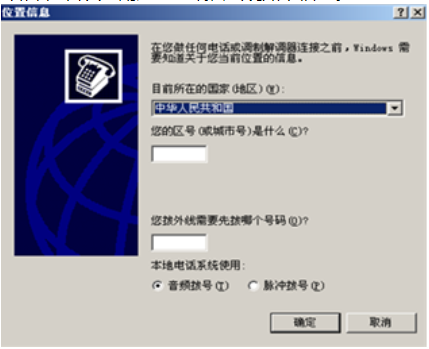 位置信息
在您做任何电话或调制解调器连接之前，Windows 需
要知道关于您当前位置的信息。
目前所在的国家(地区)(Y):
中华人民共和国
您的区号(或城市号)是什么(C)?
您拨外线需要先拨哪个号码(O)?
本地电话系统使用:
音频拨号(T)
脉冲拨号(P)
确定
取消